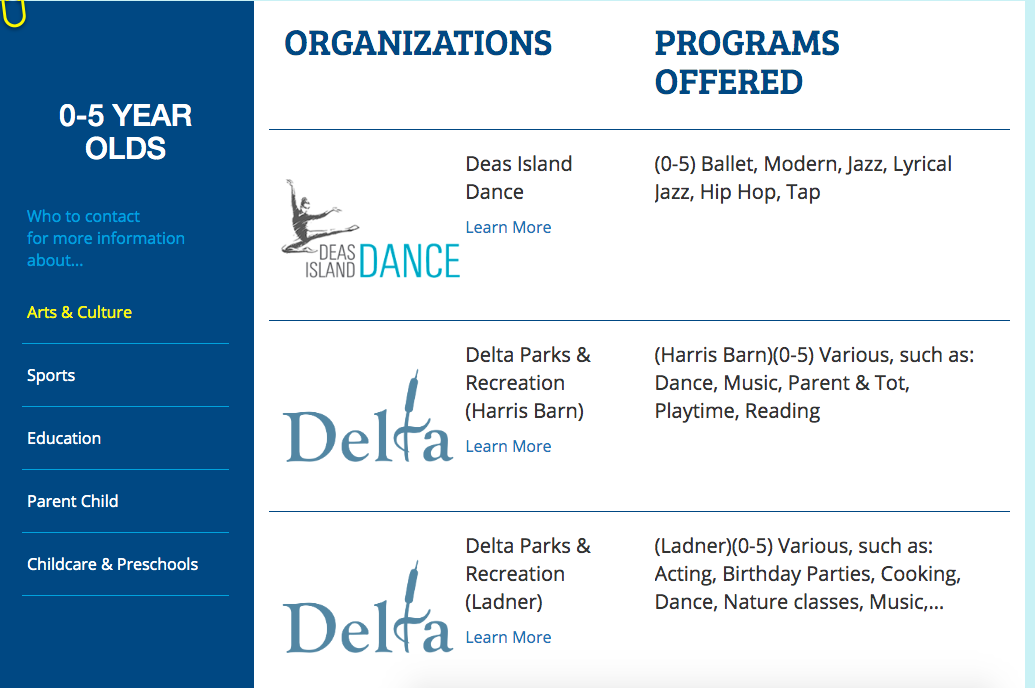 0-5 YEAR
OLDS
Who to contact
for more information
about...
Arts & Culture
Sports
Education
Parent Child
Childcare & Preschools
ORGANIZATIONS
PROGRAMS
OFFERED
DEAS
ISLAND DANCE
Deas Island
Dance
Learn More
(0-5) Ballet, Modern, Jazz, Lyrical
Jazz, Hip Hop, Tap
Delta
Delta Parks &
Recreation
(Harris Barn)
Learn More
(Harris Barn)(0-5) Various, such as:
Dance, Music, Parent & Tot,
Playtime, Reading
Delta
Delta Parks &
Recreation
(Ladner)
Learn More
(Ladner)(0-5) Various, such as:
Acting, Birthday Parties, Cooking,
Dance, Nature classes, Music,...